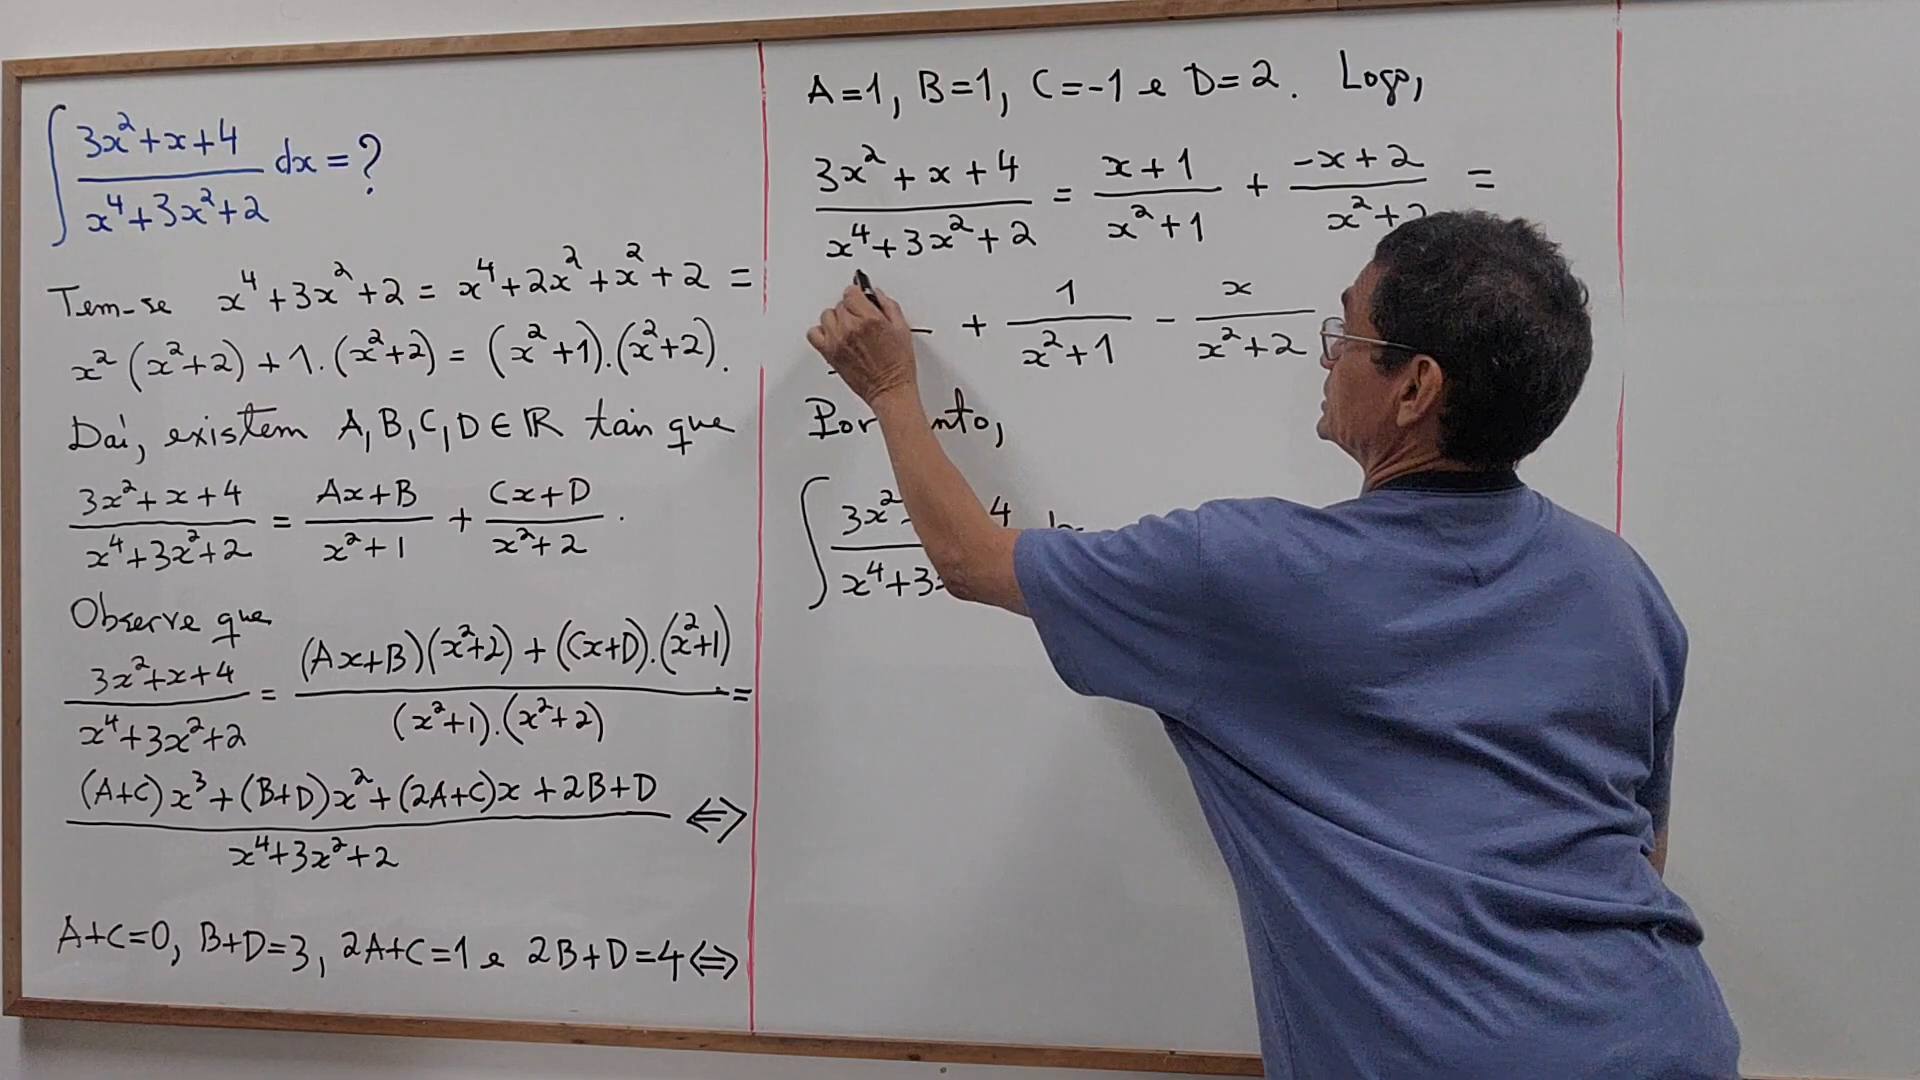 ∫ (3x²+x+4)/(x⁴+3x²+2) dx = ?
Tem-se x⁴+3x²+2 = x⁴+2x²+x²+2 =
x²(x²+2)+1.(x²+2) = (x²+1).(x²+2).
Daí, existem A,B,C,D ∈ ℝ tais que
(3x²+x+4)/(x⁴+3x²+2) = (Ax+B)/(x²+1) + (Cx+D)/(x²+2).
Observe que
(3x²+x+4)/(x⁴+3x²+2) = ((Ax+B)(x²+2)+(Cx+D).(x²+1))/((x²+1).(x²+2)) =
((A+C)x³+(B+D)x²+(2A+C)x+2B+D)/(x⁴+3x²+2) ⇔
A+C=0, B+D=3, 2A+C=1 e 2B+D=4 ⇔
A=1, B=1, C=-1 e D=2. Logo,
(3x²+x+4)/(x⁴+3x²+2) = (x+1)/(x²+1) + (-x+2)/(x²+2) =
+ 1/(x²+1) - x/(x²+2)
∫ 3x² 4
x⁴+3